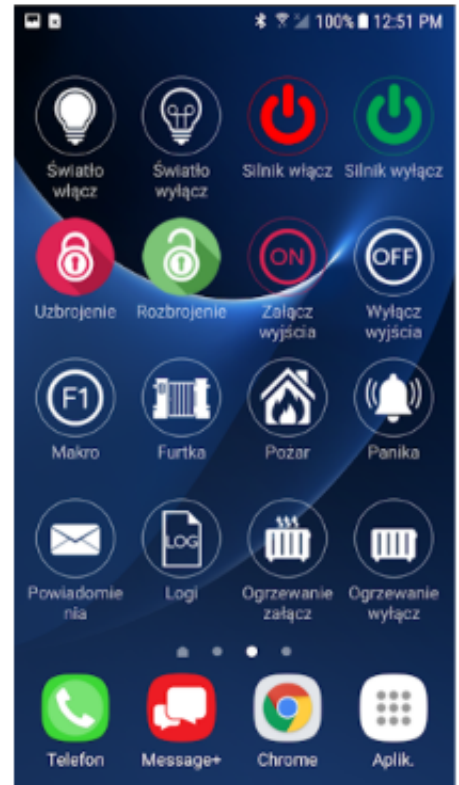 100% 12:51 PM
Światło włącz
Światło wyłącz
Silnik włącz
Silnik wyłącz
Uzbrojenie
Rozbrojenie
ON
Załącz wyjścia
OFF
Wyłącz wyjścia
F1
Makro
Furtka
Pożar
Panika
Powiadomie
nia
LOG
Logi
Ogrzewanie załącz
Ogrzewanie wyłącz
Telefon
Message+
Chrome
Aplik.